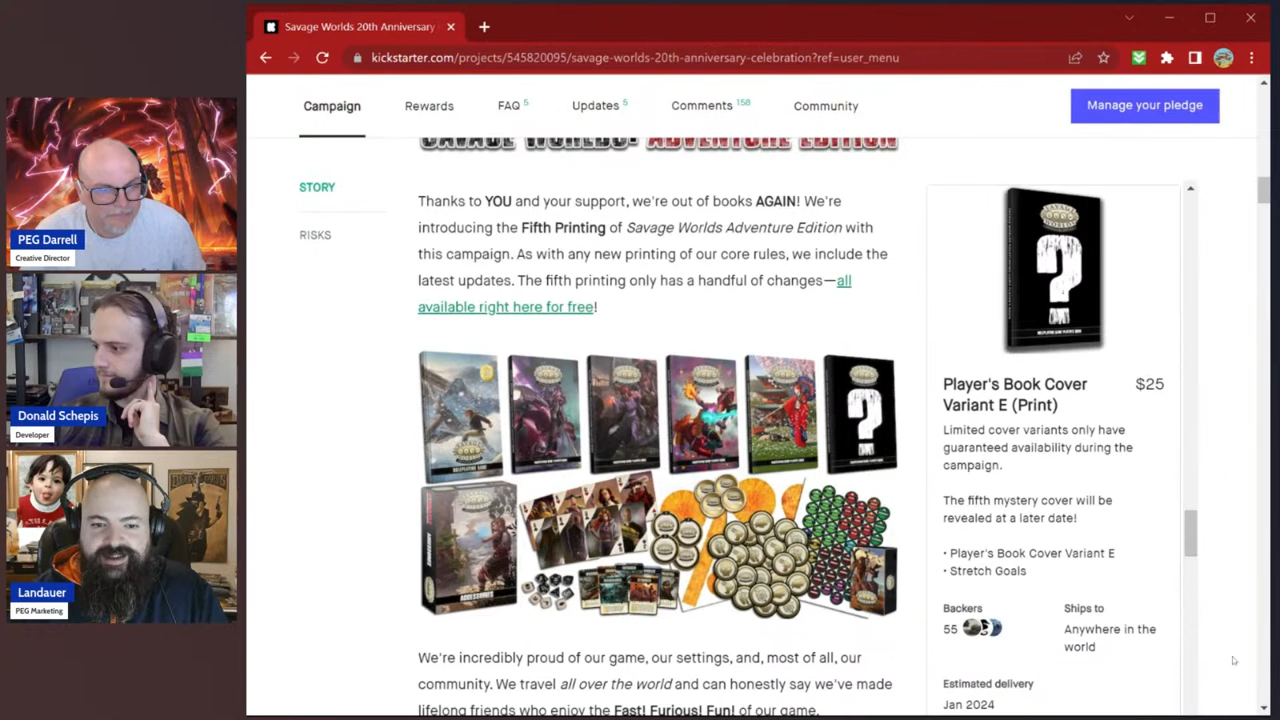 Savage Worlds 20th Anniversary
kickstarter.com/projects/545820095/savage-worlds-20th-anniversary-celebration?ref=user_menu
Campaign
Rewards
FAQ 5
Updates 5
Comments 158
Community
Manage your pledge
SAVAGE WORLDS: ADVENTURE EDITION
STORY
RISKS
Thanks to YOU and your support, we're out of books AGAIN! We're
introducing the Fifth Printing of Savage Worlds Adventure Edition with
this campaign. As with any new printing of our core rules, we include the
latest updates. The fifth printing only has a handful of changes—all
available right here for free!
We're incredibly proud of our game, our settings, and, most of all, our
community. We travel all over the world and can honestly say we've made
lifelong friends who enjoy the Fast! Furious! Fun! of our game.
SAVAGE
WORLDS
?
Player's Book Cover
Variant E (Print)
$25
Limited cover variants only have
guaranteed availability during the
campaign.
The fifth mystery cover will be
revealed at a later date!
• Player's Book Cover Variant E
• Stretch Goals
Backers
55
Ships to
Anywhere in the
world
Estimated delivery
Jan 2024
PEG Darrell
Creative Director
Donald Schepis
Developer
Landauer
PEG Marketing